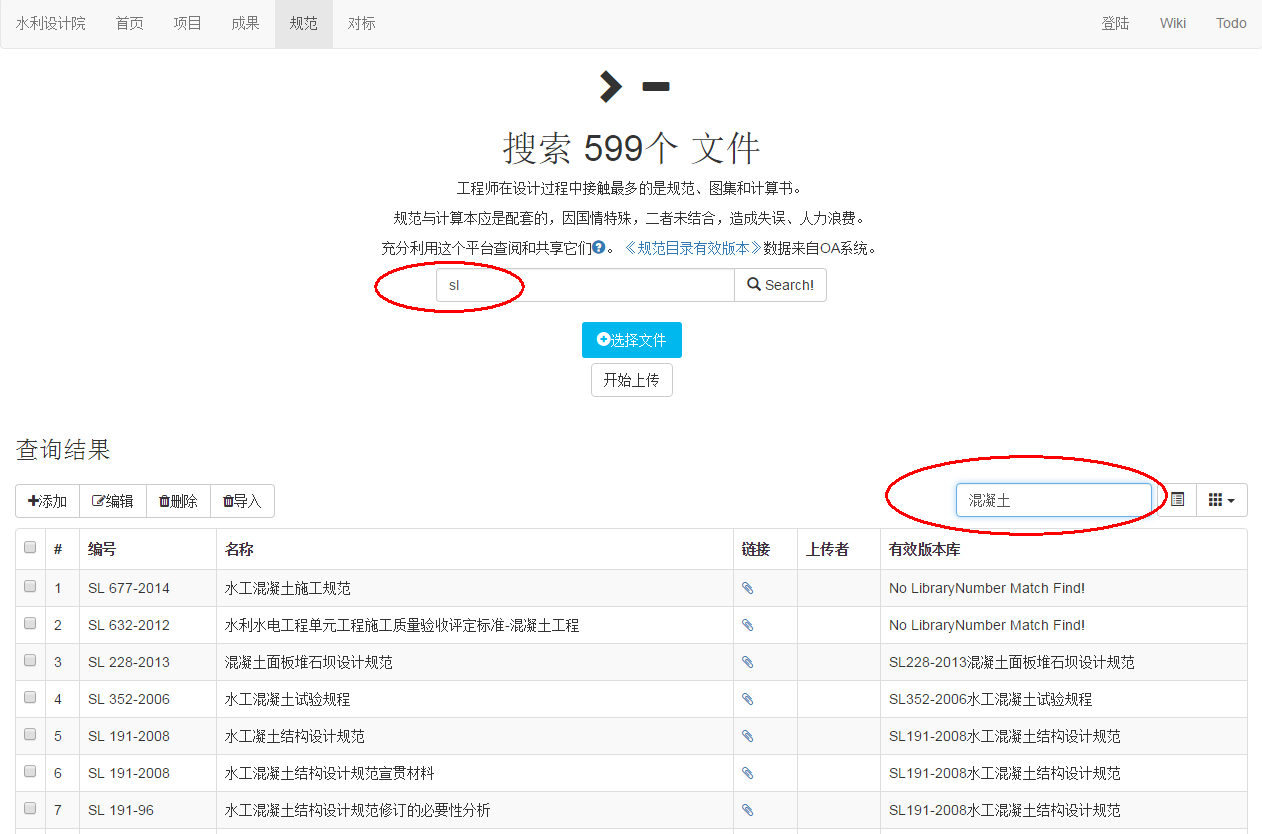 水利设计院 首页 项目 成果 规范 对标 登陆 Wiki Todo
搜索 599个 文件
工程师在设计过程中接触最多的是规范、图集和计算书。
规范与计算本应是配套的，因国情特殊，二者未结合，造成失误、人力浪费。
充分利用这个平台查阅和共享它们?。《规范目录有效版本》数据来自OA系统。
sl Search!
选择文件
开始上传
查询结果
添加 编辑 删除 导入 混凝土
# 编号 名称 链接 上传者 有效版本库
1 SL 677-2014 水工混凝土施工规范 No LibraryNumber Match Find!
2 SL 632-2012 水利水电工程单元工程施工质量验收评定标准-混凝土工程 No LibraryNumber Match Find!
3 SL 228-2013 混凝土面板堆石坝设计规范 SL228-2013混凝土面板堆石坝设计规范
4 SL 352-2006 水工混凝土试验规程 SL352-2006水工混凝土试验规程
5 SL 191-2008 水工凝土结构设计规范 SL191-2008水工混凝土结构设计规范
6 SL 191-2008 水工混凝土结构设计规范宣贯材料 SL191-2008水工混凝土结构设计规范
7 SL 191-96 水工混凝土结构设计规范修订的必要性分析 SL191-2008水工混凝土结构设计规范